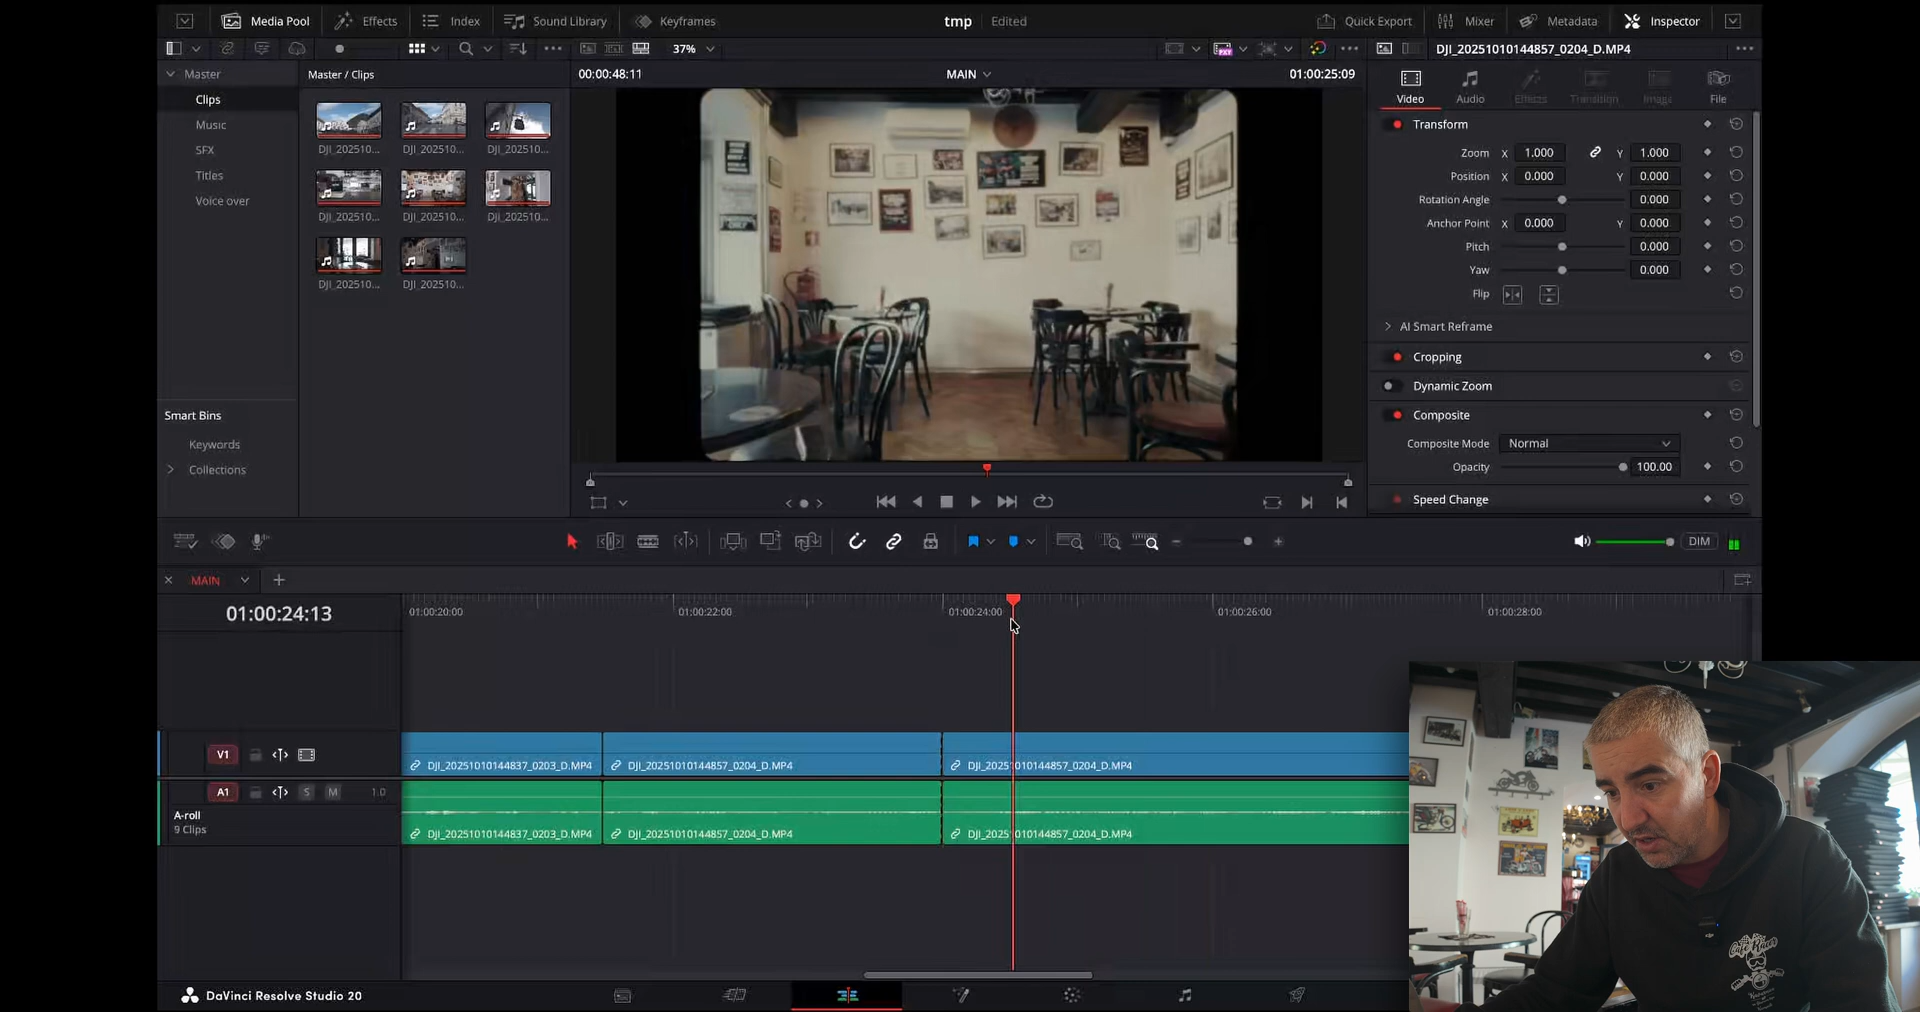 Media Pool Effects Index Sound Library Keyframes tmp Edited Quick Export Mixer Metadata Inspector
37% PXY DJI_20251010144857_0204_D.MP4
Master Master / Clips 00:00:48:11 MAIN 01:00:25:09
Clips
Music
SFX
Titles
Voice over
DJI_202510... DJI_202510... DJI_202510...
DJI_202510... DJI_202510... DJI_202510...
DJI_202510... DJI_202510...
Smart Bins
Keywords
Collections
Video Audio Effects Transition Image File
Transform
Zoom X 1.000 Y 1.000
Position X 0.000 Y 0.000
Rotation Angle 0.000
Anchor Point X 0.000 Y 0.000
Pitch 0.000
Yaw 0.000
Flip
AI Smart Reframe
Cropping
Dynamic Zoom
Composite
Composite Mode Normal
Opacity 100.00
Speed Change
DIM
MAIN
01:00:24:13 01:00:20:00 01:00:22:00 01:00:24:00 01:00:26:00 01:00:28:00
V1 DJI_20251010144837_0203_D.MP4 DJI_20251010144857_0204_D.MP4 DJI_20251010144857_0204_D.MP4
A1 S M 1.0
A-roll
9 Clips
DJI_20251010144837_0203_D.MP4 DJI_20251010144857_0204_D.MP4 DJI_20251010144857_0204_D.MP4
Cafe Racer
DaVinci Resolve Studio 20